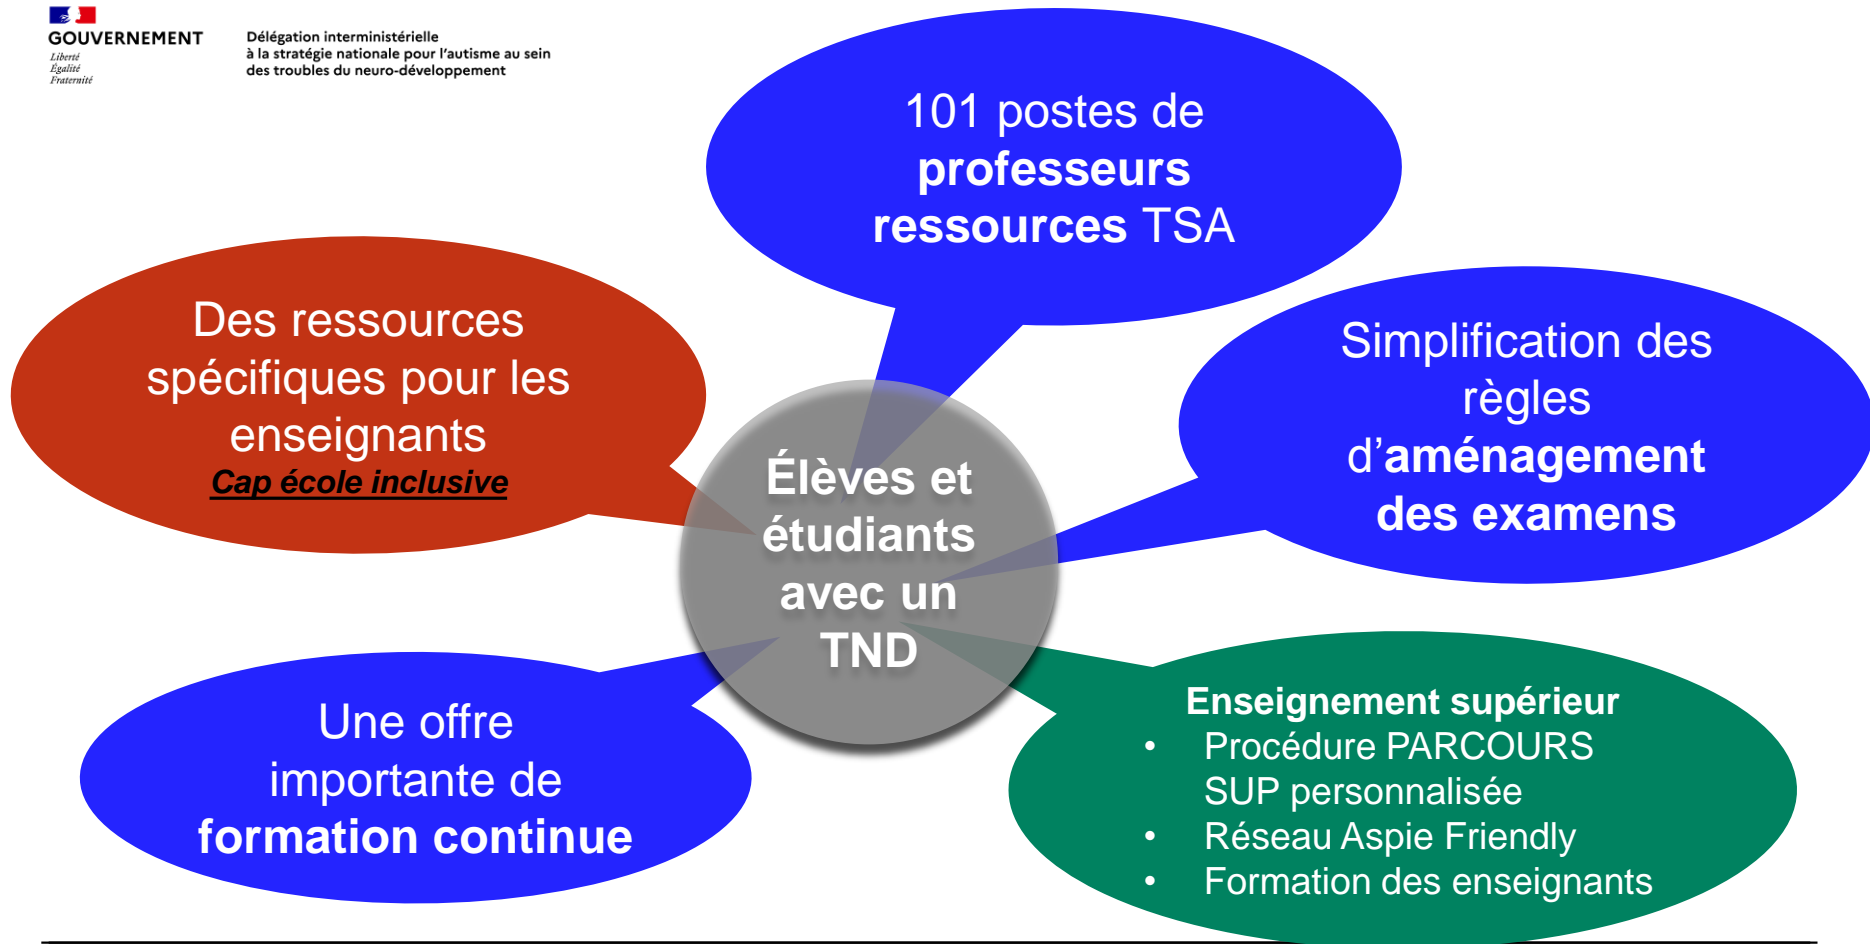 GOUVERNEMENT
Liberté
Égalité
Fraternité
Délégation interministérielle
à la stratégie nationale pour l'autisme au sein
des troubles du neuro-développement
101 postes de
professeurs
ressources TSA
Des ressources
spécifiques pour les
enseignants
Cap école inclusive
Simplification des
règles
d'aménagement
des examens
Élèves et
étudiants
avec un
TND
Une offre
importante de
formation continue
Enseignement supérieur
• Procédure PARCOURS
SUP personnalisée
• Réseau Aspie Friendly
• Formation des enseignants